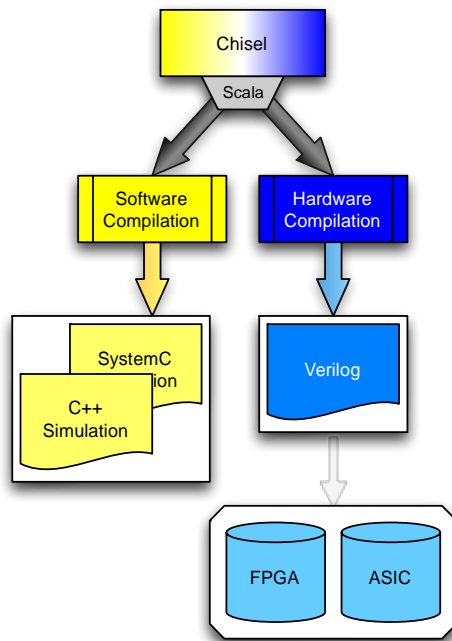 Chisel
Scala
Software
Compilation
Hardware
Compilation
SystemC
C++
Simulation
Verilog
FPGA
ASIC